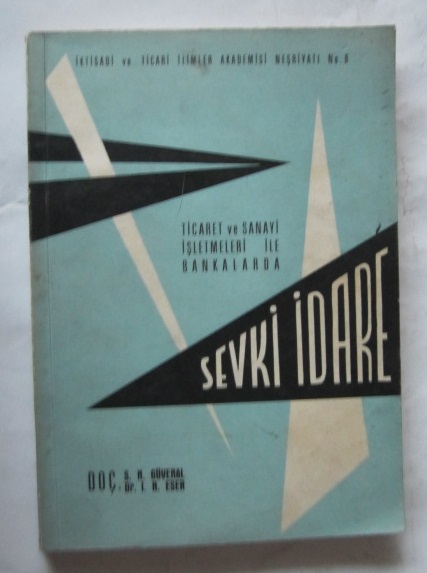 İKTİSADİ ve TİCARİ İLİMLER AKADEMİSİ NEŞRİYATI No. 8
TİCARET ve SANAYİ
İŞLETMELERİ İLE
BANKALARDA
SEVKİ İDARE
DOÇ. S. N. GÜVERAL
Dr. İ. R. ESER